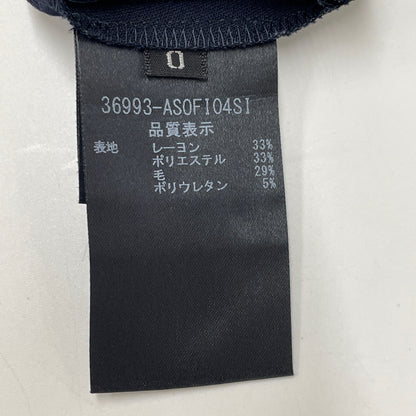 0
36993-ASOFI04SI
品質表示
表地 レーヨン 33%
ポリエステル 33%
毛 29%
ポリウレタン 5%